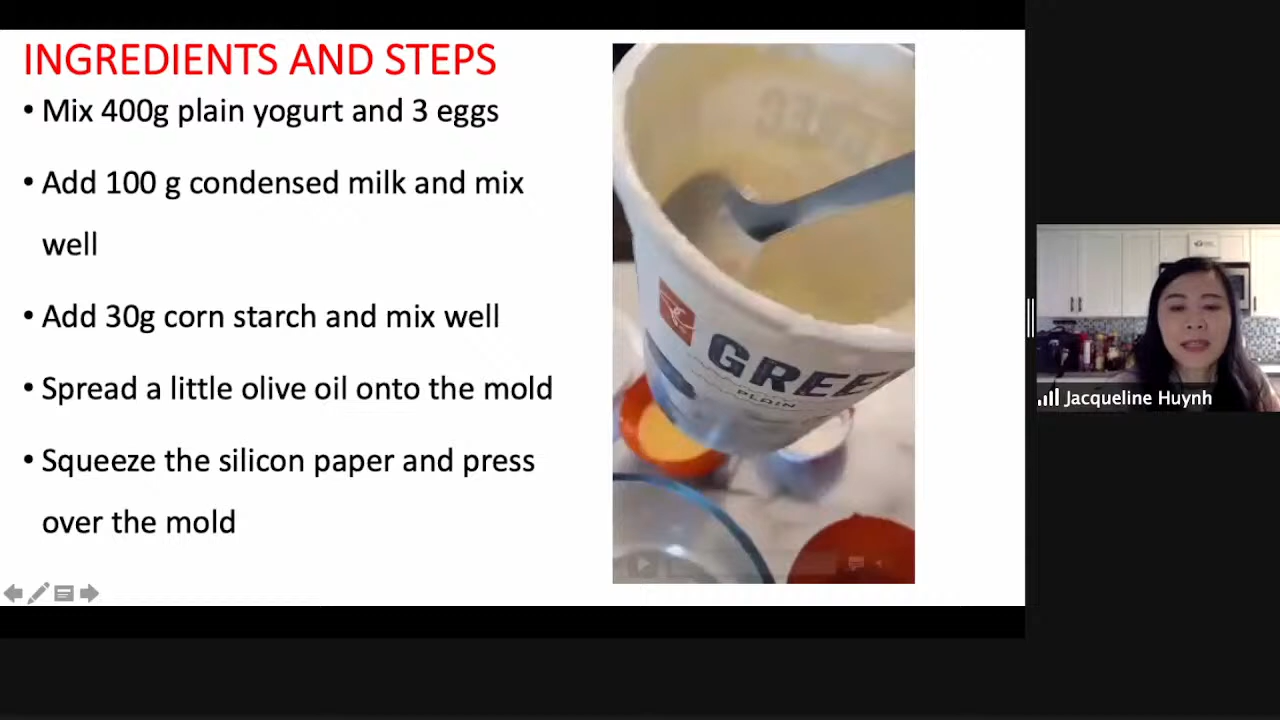 INGREDIENTS AND STEPS
• Mix 400g plain yogurt and 3 eggs
• Add 100 g condensed milk and mix
well
• Add 30g corn starch and mix well
• Spread a little olive oil onto the mold
• Squeeze the silicon paper and press
over the mold
GREE
PLAIN
Jacqueline Huynh